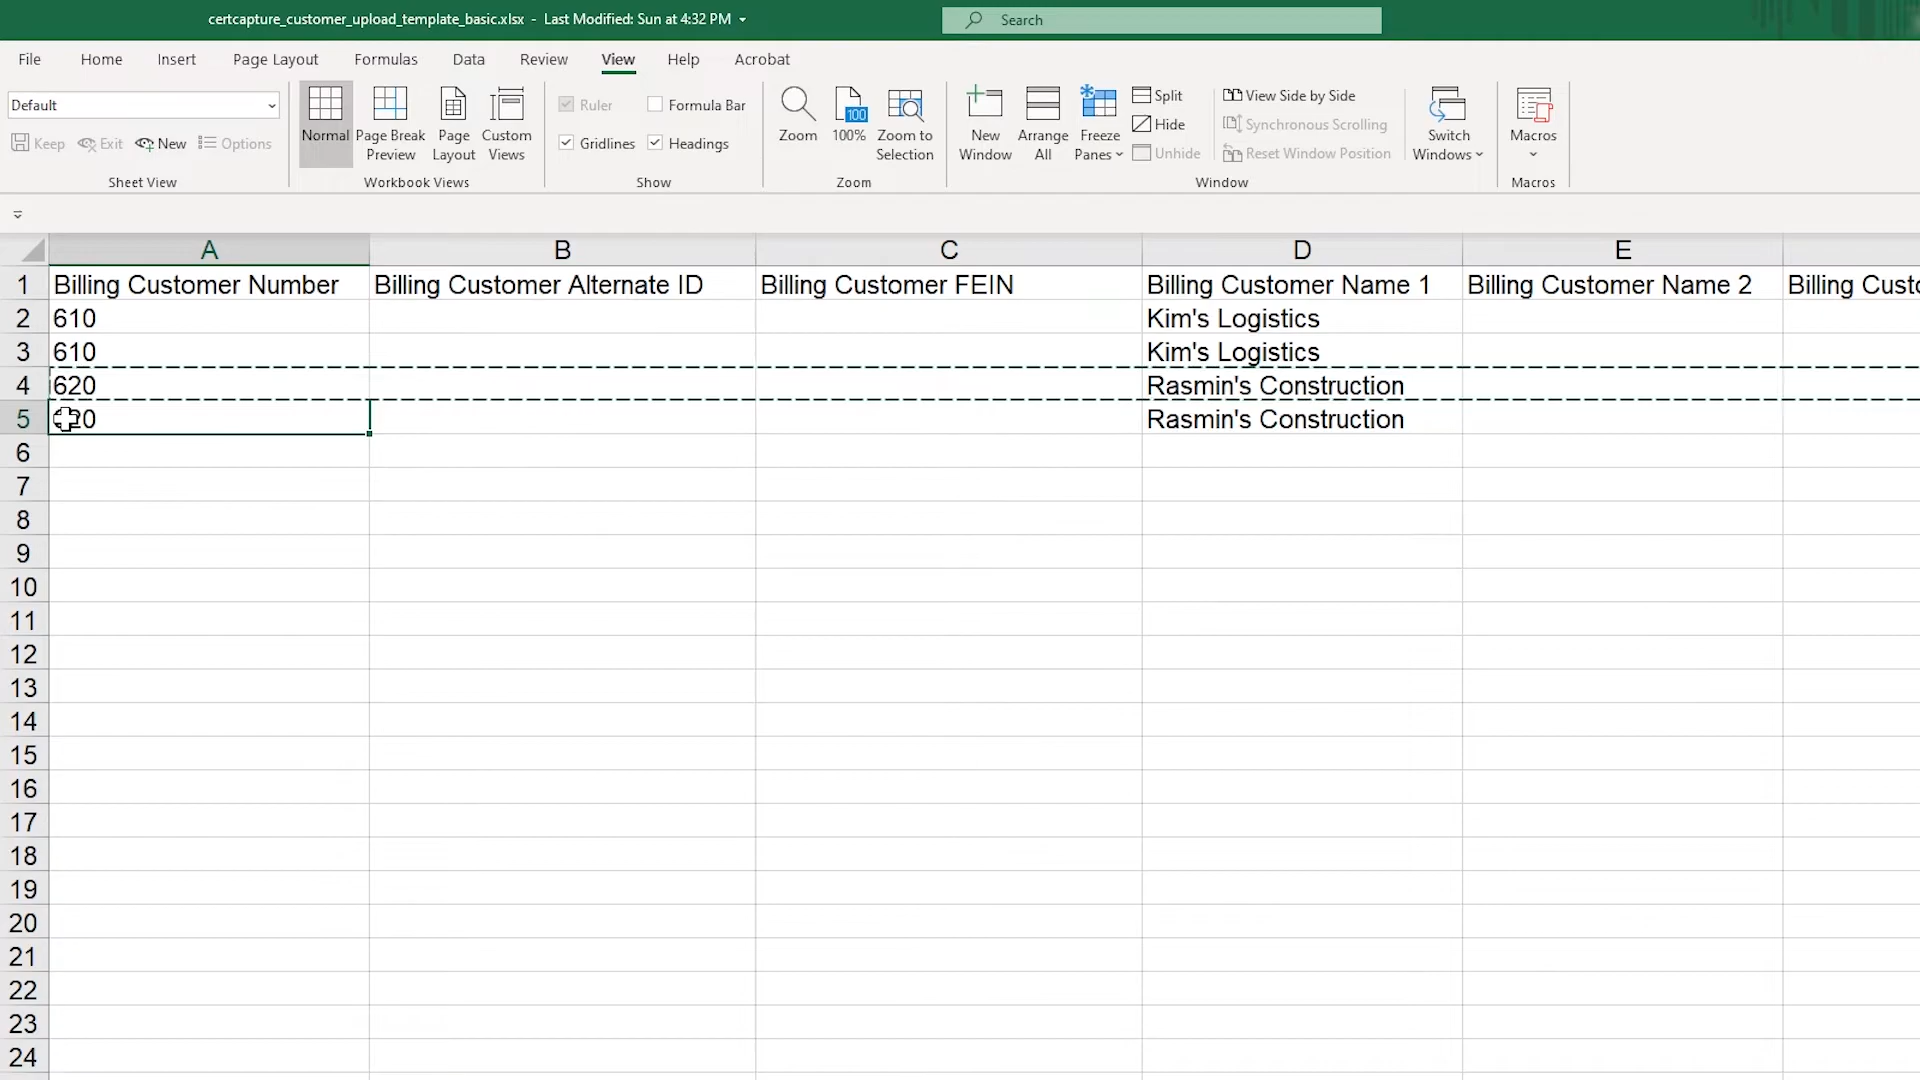 certcapture_customer_upload_template_basic.xlsx - Last Modified: Sun at 4:32 PM
Search
File Home Insert Page Layout Formulas Data Review View Help Acrobat
Default
Keep Exit New Options
Sheet View
Normal
Page Break Preview
Page Layout
Custom Views
Workbook Views
Ruler Formula Bar
Gridlines Headings
Show
Zoom
100%
100
Zoom to Selection
Zoom
New Window
Arrange All
Freeze Panes
Split
Hide
Unhide
View Side by Side
Synchronous Scrolling
Reset Window Position
Switch Windows
Window
Macros
Macros
A B C D E
1 Billing Customer Number Billing Customer Alternate ID Billing Customer FEIN Billing Customer Name 1 Billing Customer Name 2 Billing
2 610 Kim's Logistics
3 610 Kim's Logistics
4 620 Rasmin's Construction
5 Rasmin's Construction
6
7
8
9
10
11
12
13
14
15
16
17
18
19
20
21
22
23
24